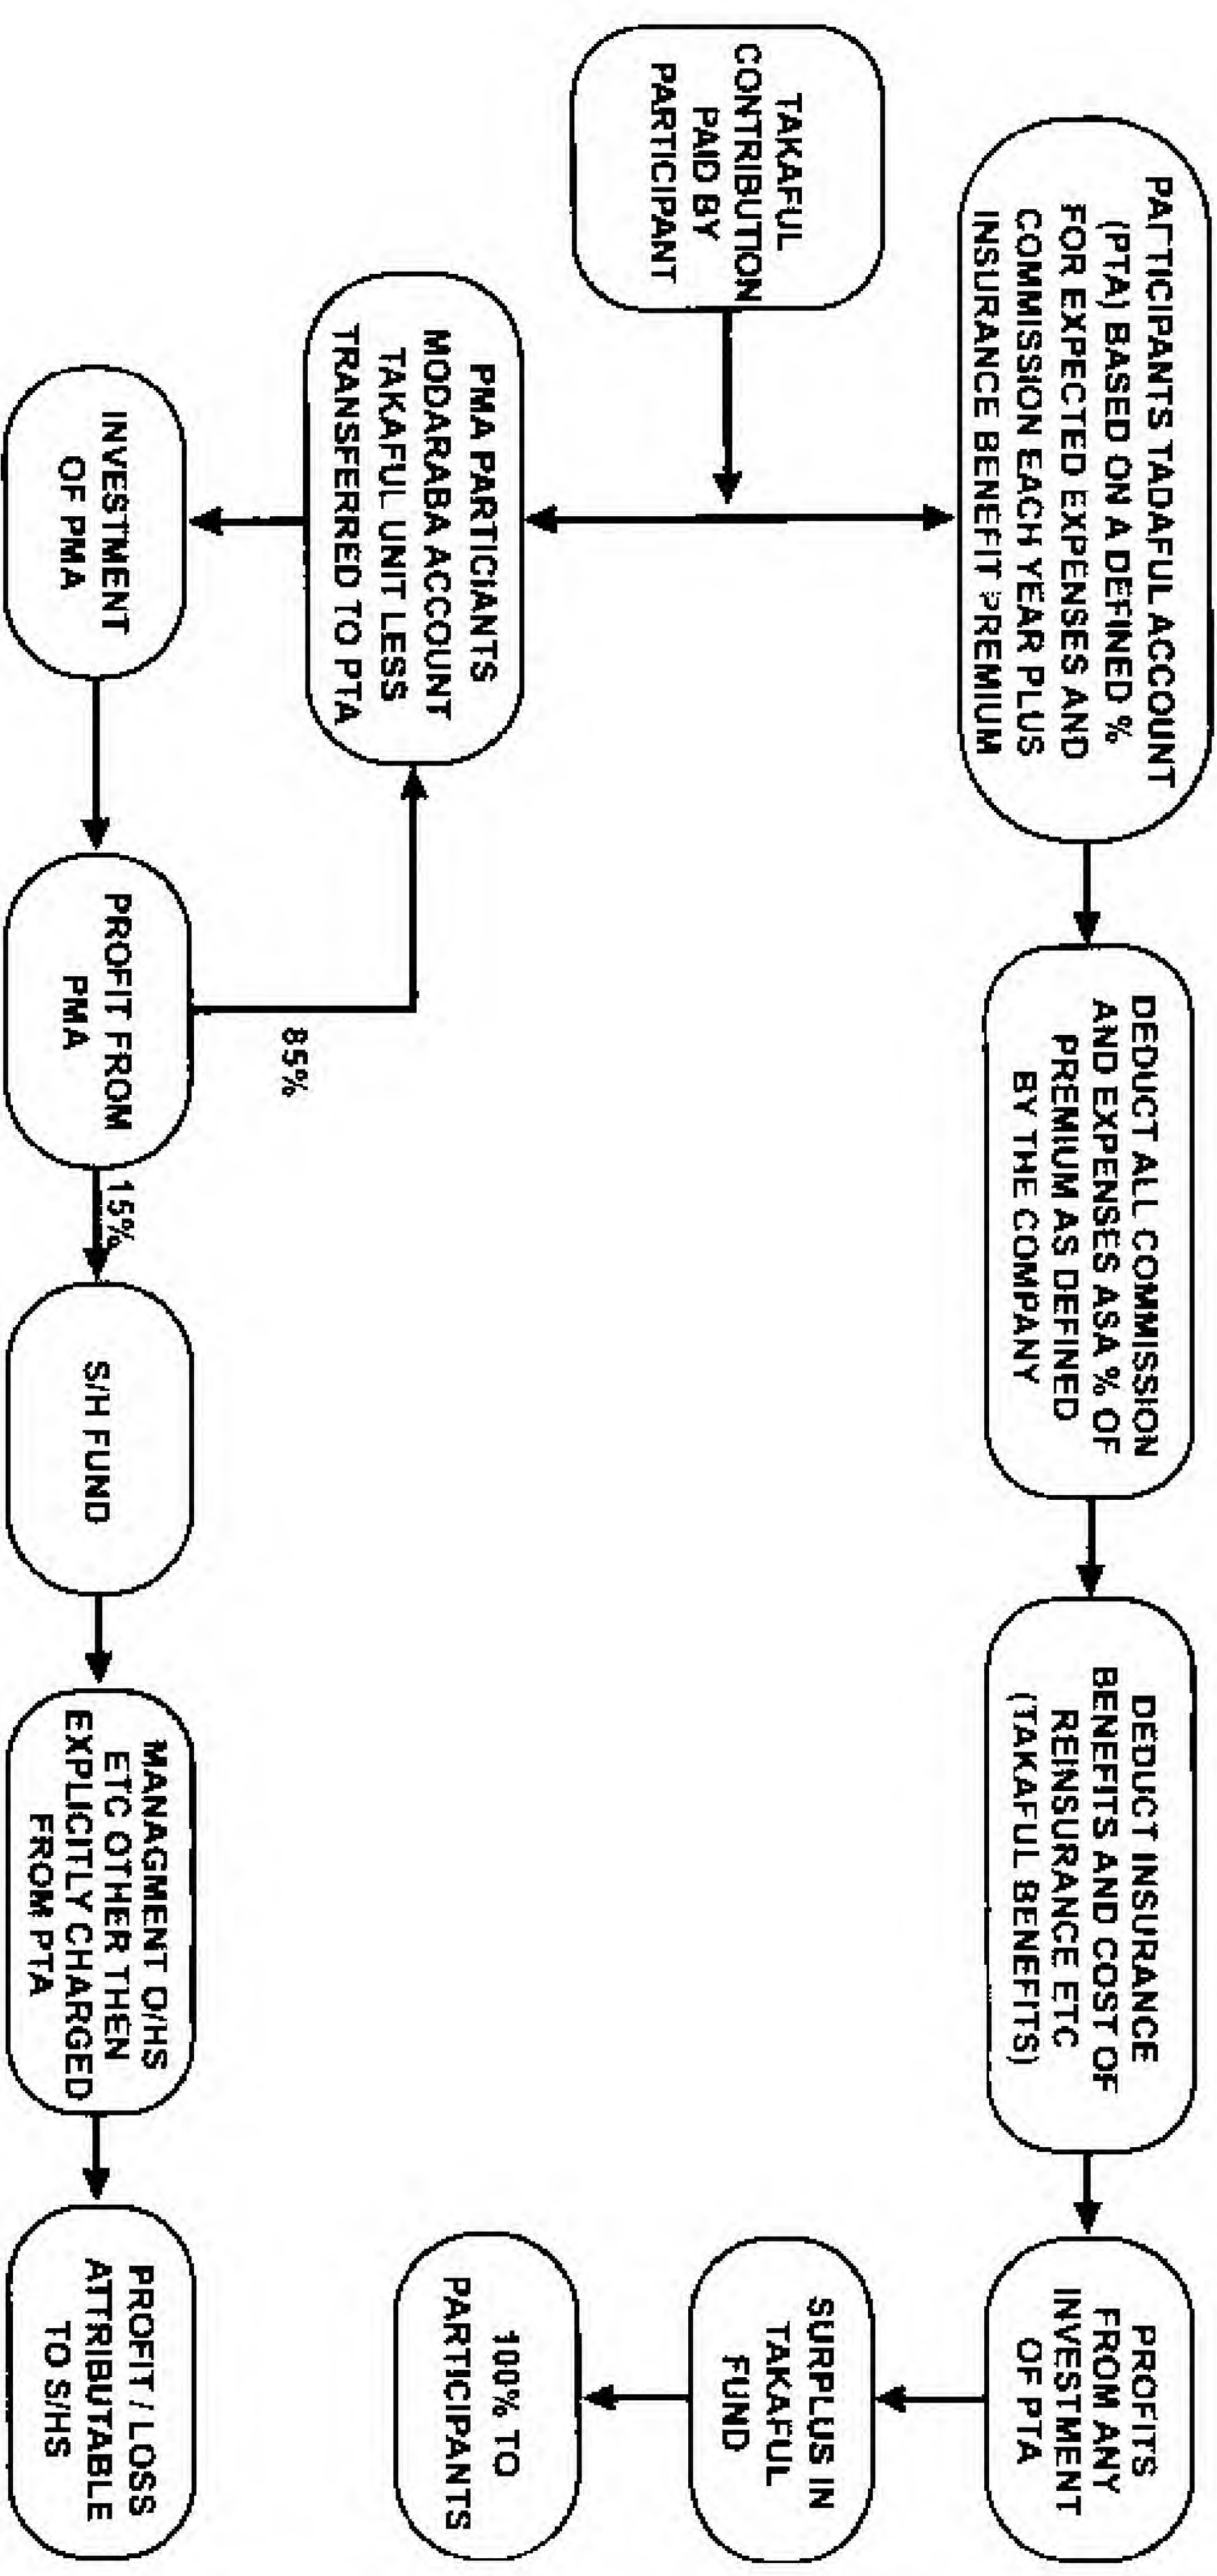 PARTICIPANTS TADAFUL ACCOUNT
(PTA) BASED ON A DEFINED %
FOR EXPECTED EXPENSES AND
COMMISSION EACH YEAR PLUS
INSURANCE BENEFIT PREMIUM
DEDUCT ALL COMMISSION
AND EXPENSES ASA % OF
PREMIUM AS DEFINED
BY THE COMPANY
DEDUCT INSURANCE
BENEFITS AND COST OF
REINSURANCE ETC
(TAKAFUL BENEFITS)
PROFITS
FROM ANY
INVESTMENT
OF PTA
TAKAFUL
CONTRIBUTION
PAID BY
PARTICIPANT
SURPLUS IN
TAKAFUL
FUND
100% TO
PARTICIPANTS
PMA PARTICIANTS
MODARABA ACCOUNT
TAKAFUL UNIT LESS
TRANSFERRED TO PTA
85%
INVESTMENT
OF PMA
PROFIT FROM
PMA
15%
S/H FUND
MANAGMENT O/HS
ETC OTHER THEN
EXPLICITLY CHARGED
FROM PTA
PROFIT / LOSS
ATTRIBUTABLE
TO S/HS